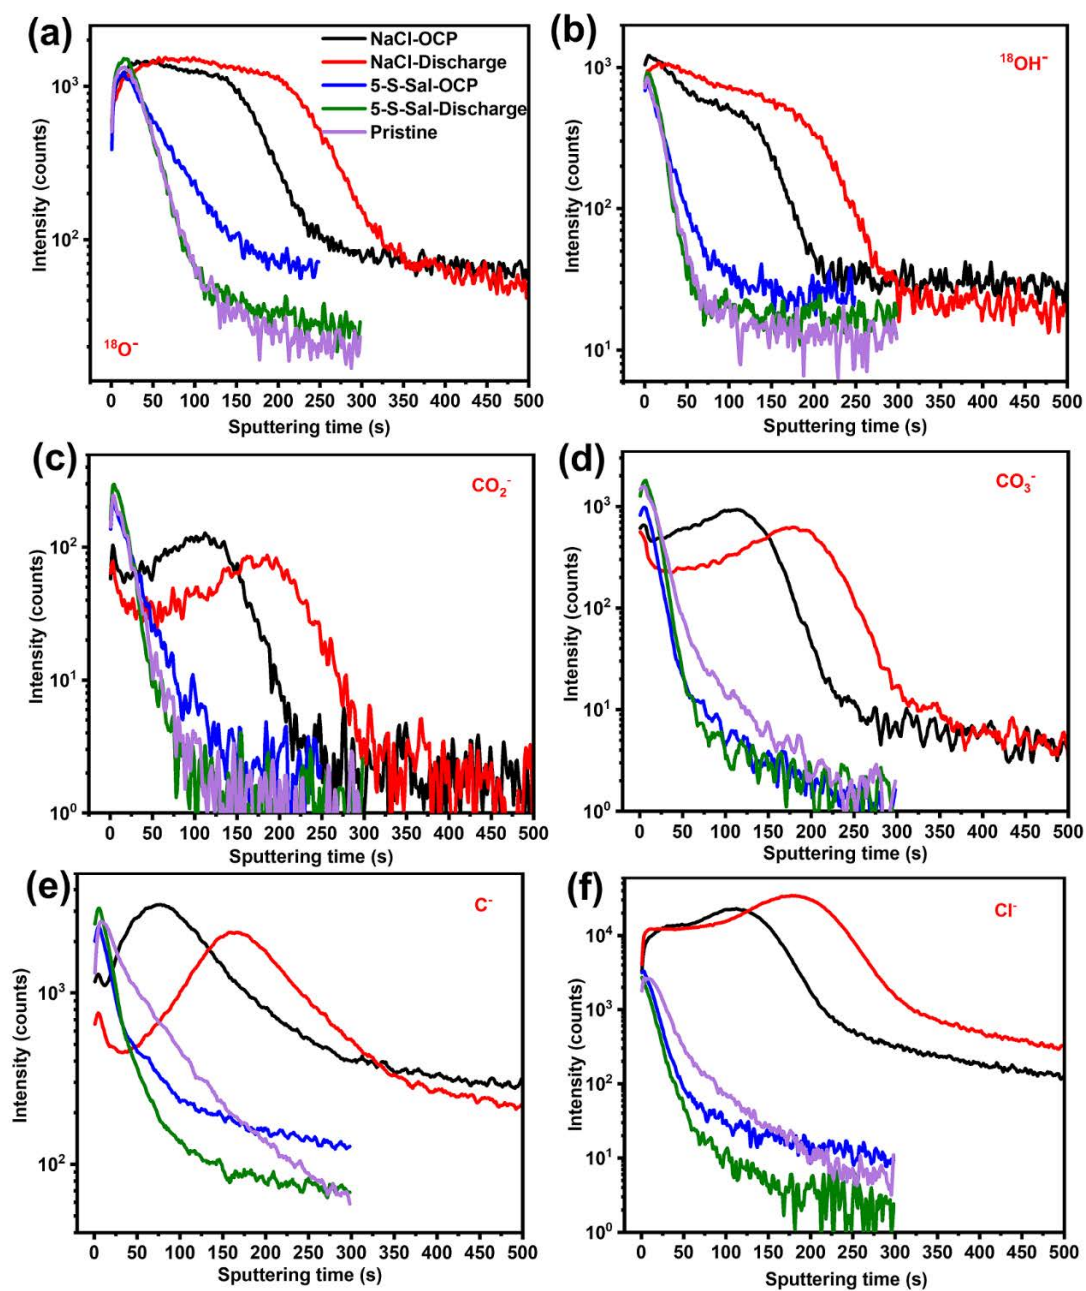 (a)
NaCl-OCP
NaCl-Discharge
5-S-Sal-OCP
5-S-Sal-Discharge
Pristine
10³
10²
Intensity (counts)
¹⁸O⁻
0 50 100 150 200 250 300 350 400 450 500
Sputtering time (s)
(b)
¹⁸OH⁻
10³
10²
10¹
Intensity (counts)
0 50 100 150 200 250 300 350 400 450 500
Sputtering time (s)
(c)
CO₂⁻
10²
10¹
10⁰
Intensity (counts)
0 50 100 150 200 250 300 350 400 450 500
Sputtering time (s)
(d)
CO₃⁻
10³
10²
10¹
10⁰
Intensity (counts)
0 50 100 150 200 250 300 350 400 450 500
Sputtering time (s)
(e)
C⁻
10³
10²
Intensity (counts)
0 50 100 150 200 250 300 350 400 450 500
Sputtering time (s)
(f)
Cl⁻
10⁴
10³
10²
10¹
10⁰
Intensity (counts)
0 50 100 150 200 250 300 350 400 450 500
Sputtering time (s)